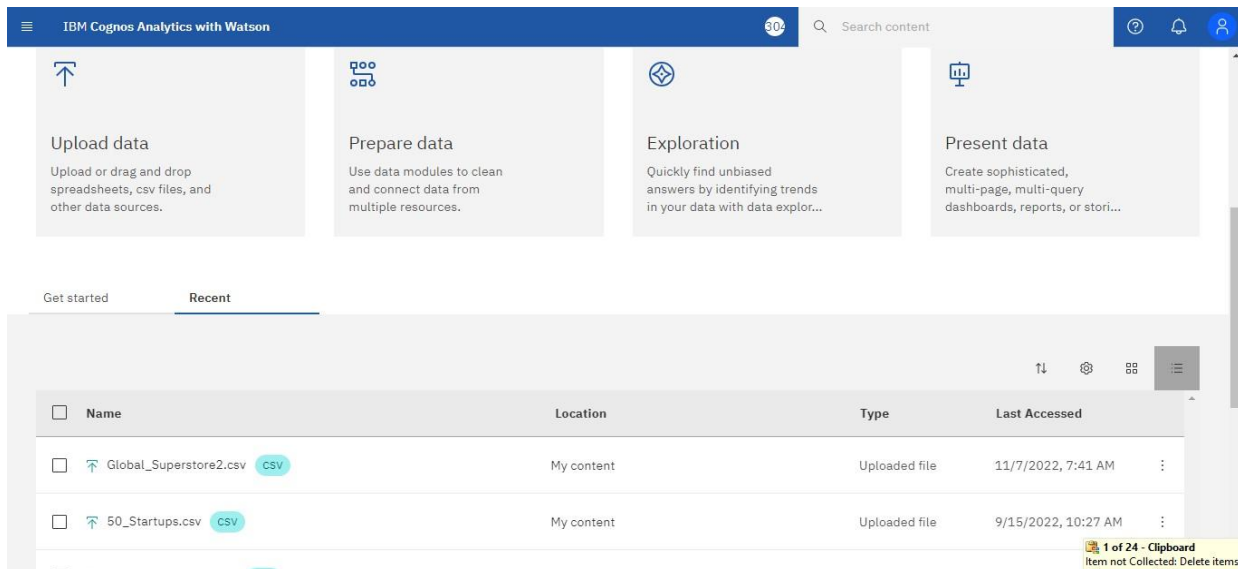 IBM Cognos Analytics with Watson
304
Search content
Upload data
Upload or drag and drop
spreadsheets, csv files, and
other data sources.
Prepare data
Use data modules to clean
and connect data from
multiple resources.
Exploration
Quickly find unbiased
answers by identifying trends
in your data with data explor...
Present data
Create sophisticated,
multi-page, multi-query
dashboards, reports, or stori...
Get started Recent
Name Location Type Last Accessed
Global_Superstore2.csv CSV My content Uploaded file 11/7/2022, 7:41 AM
50_Startups.csv CSV My content Uploaded file 9/15/2022, 10:27 AM
1 of 24 - Clipboard
Item not Collected: Delete items